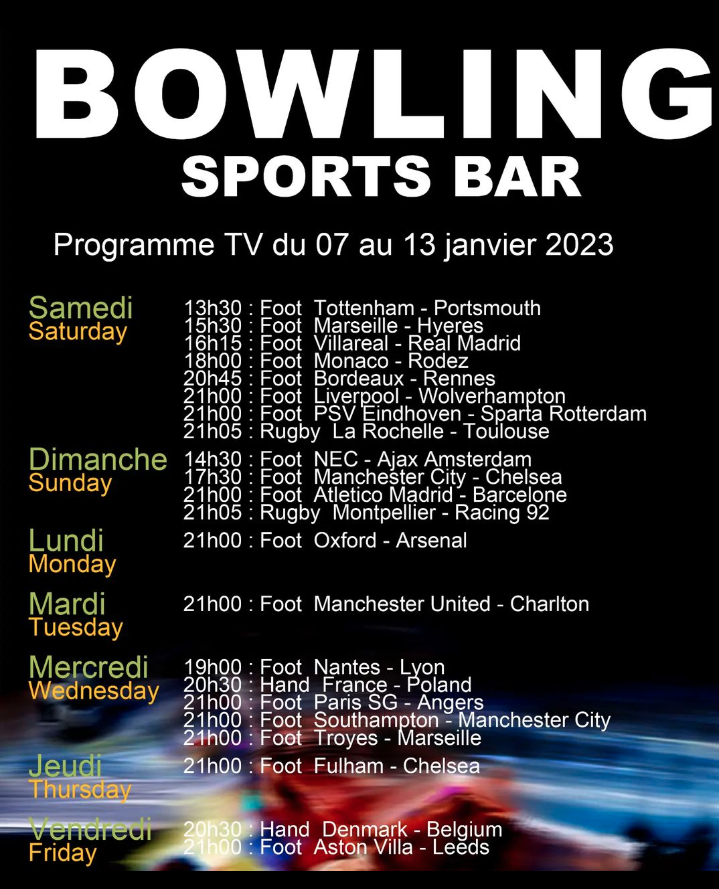 BOWLING
SPORTS BAR
Programme TV du 07 au 13 janvier 2023
Samedi
Saturday
13h30 : Foot Tottenham - Portsmouth
15h30 : Foot Marseille - Hyeres
16h15 : Foot Villareal - Real Madrid
18h00 : Foot Monaco - Rodez
20h45 : Foot Bordeaux - Rennes
21h00 : Foot Liverpool - Wolverhampton
21h00 : Foot PSV Eindhoven - Sparta Rotterdam
21h05 : Rugby La Rochelle - Toulouse
Dimanche
Sunday
14h30 : Foot NEC - Ajax Amsterdam
17h30 : Foot Manchester City - Chelsea
21h00 : Foot Atletico Madrid - Barcelone
21h05 : Rugby Montpellier - Racing 92
Lundi
Monday
21h00 : Foot Oxford - Arsenal
Mardi
Tuesday
21h00 : Foot Manchester United - Charlton
Mercredi
Wednesday
19h00 : Foot Nantes - Lyon
20h30 : Hand France - Poland
21h00 : Foot Paris SG - Angers
21h00 : Foot Southampton - Manchester City
21h00 : Foot Troyes - Marseille
Jeudi
Thursday
21h00 : Foot Fulham - Chelsea
Vendredi
Friday
20h30 : Hand Denmark - Belgium
21h00 : Foot Aston Villa - Leeds